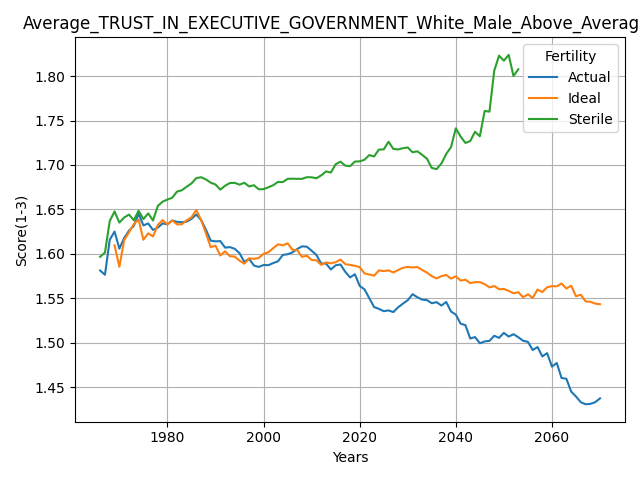 Average_TRUST_IN_EXECUTIVE_GOVERNMENT_White_Male_Above_Averag
Fertility
Actual
Ideal
Sterile
Score(1-3)
1.80
1.75
1.70
1.65
1.60
1.55
1.50
1.45
1980 2000 2020 2040 2060
Years